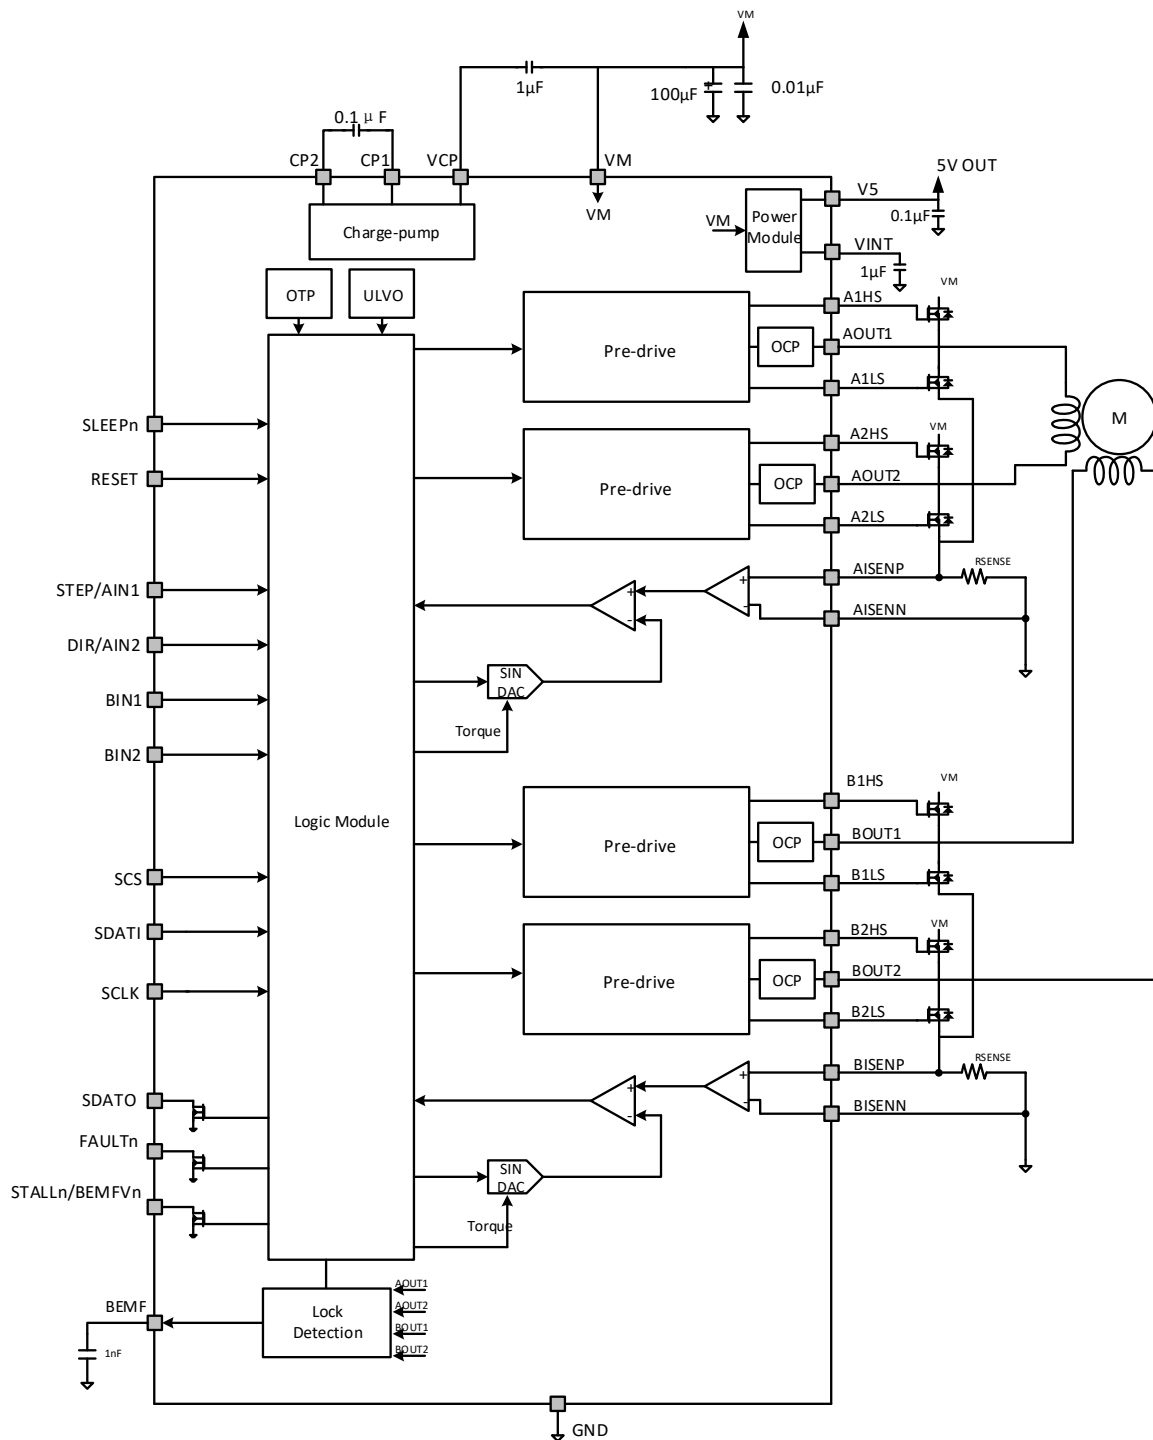 VM
1μF
100μF
+
0.01μF
0.1μF
CP2
CP1
VCP
VM
5V OUT
VM
V5
0.1μF
Charge-pump
VM
Power
Module
VINT
1μF
OTP
ULVO
A1HS
VM
Pre-drive
OCP
AOUT1
A1LS
M
SLEEPn
A2HS
VM
RESET
Pre-drive
OCP
AOUT2
A2LS
STEP/AIN1
+
-
+
-
AISENP
RSENSE
AISENN
DIR/AIN2
SIN
DAC
BIN1
Torque
BIN2
B1HS
VM
Logic Module
Pre-drive
OCP
BOUT1
SCS
B1LS
SDATI
B2HS
VM
SCLK
Pre-drive
OCP
BOUT2
B2LS
SDATO
+
-
+
-
BISENP
RSENSE
BISENN
FAULTn
SIN
DAC
STALLn/BEMFVn
Torque
BEMF
Lock
Detection
AOUT1
AOUT2
BOUT1
BOUT2
1nF
GND